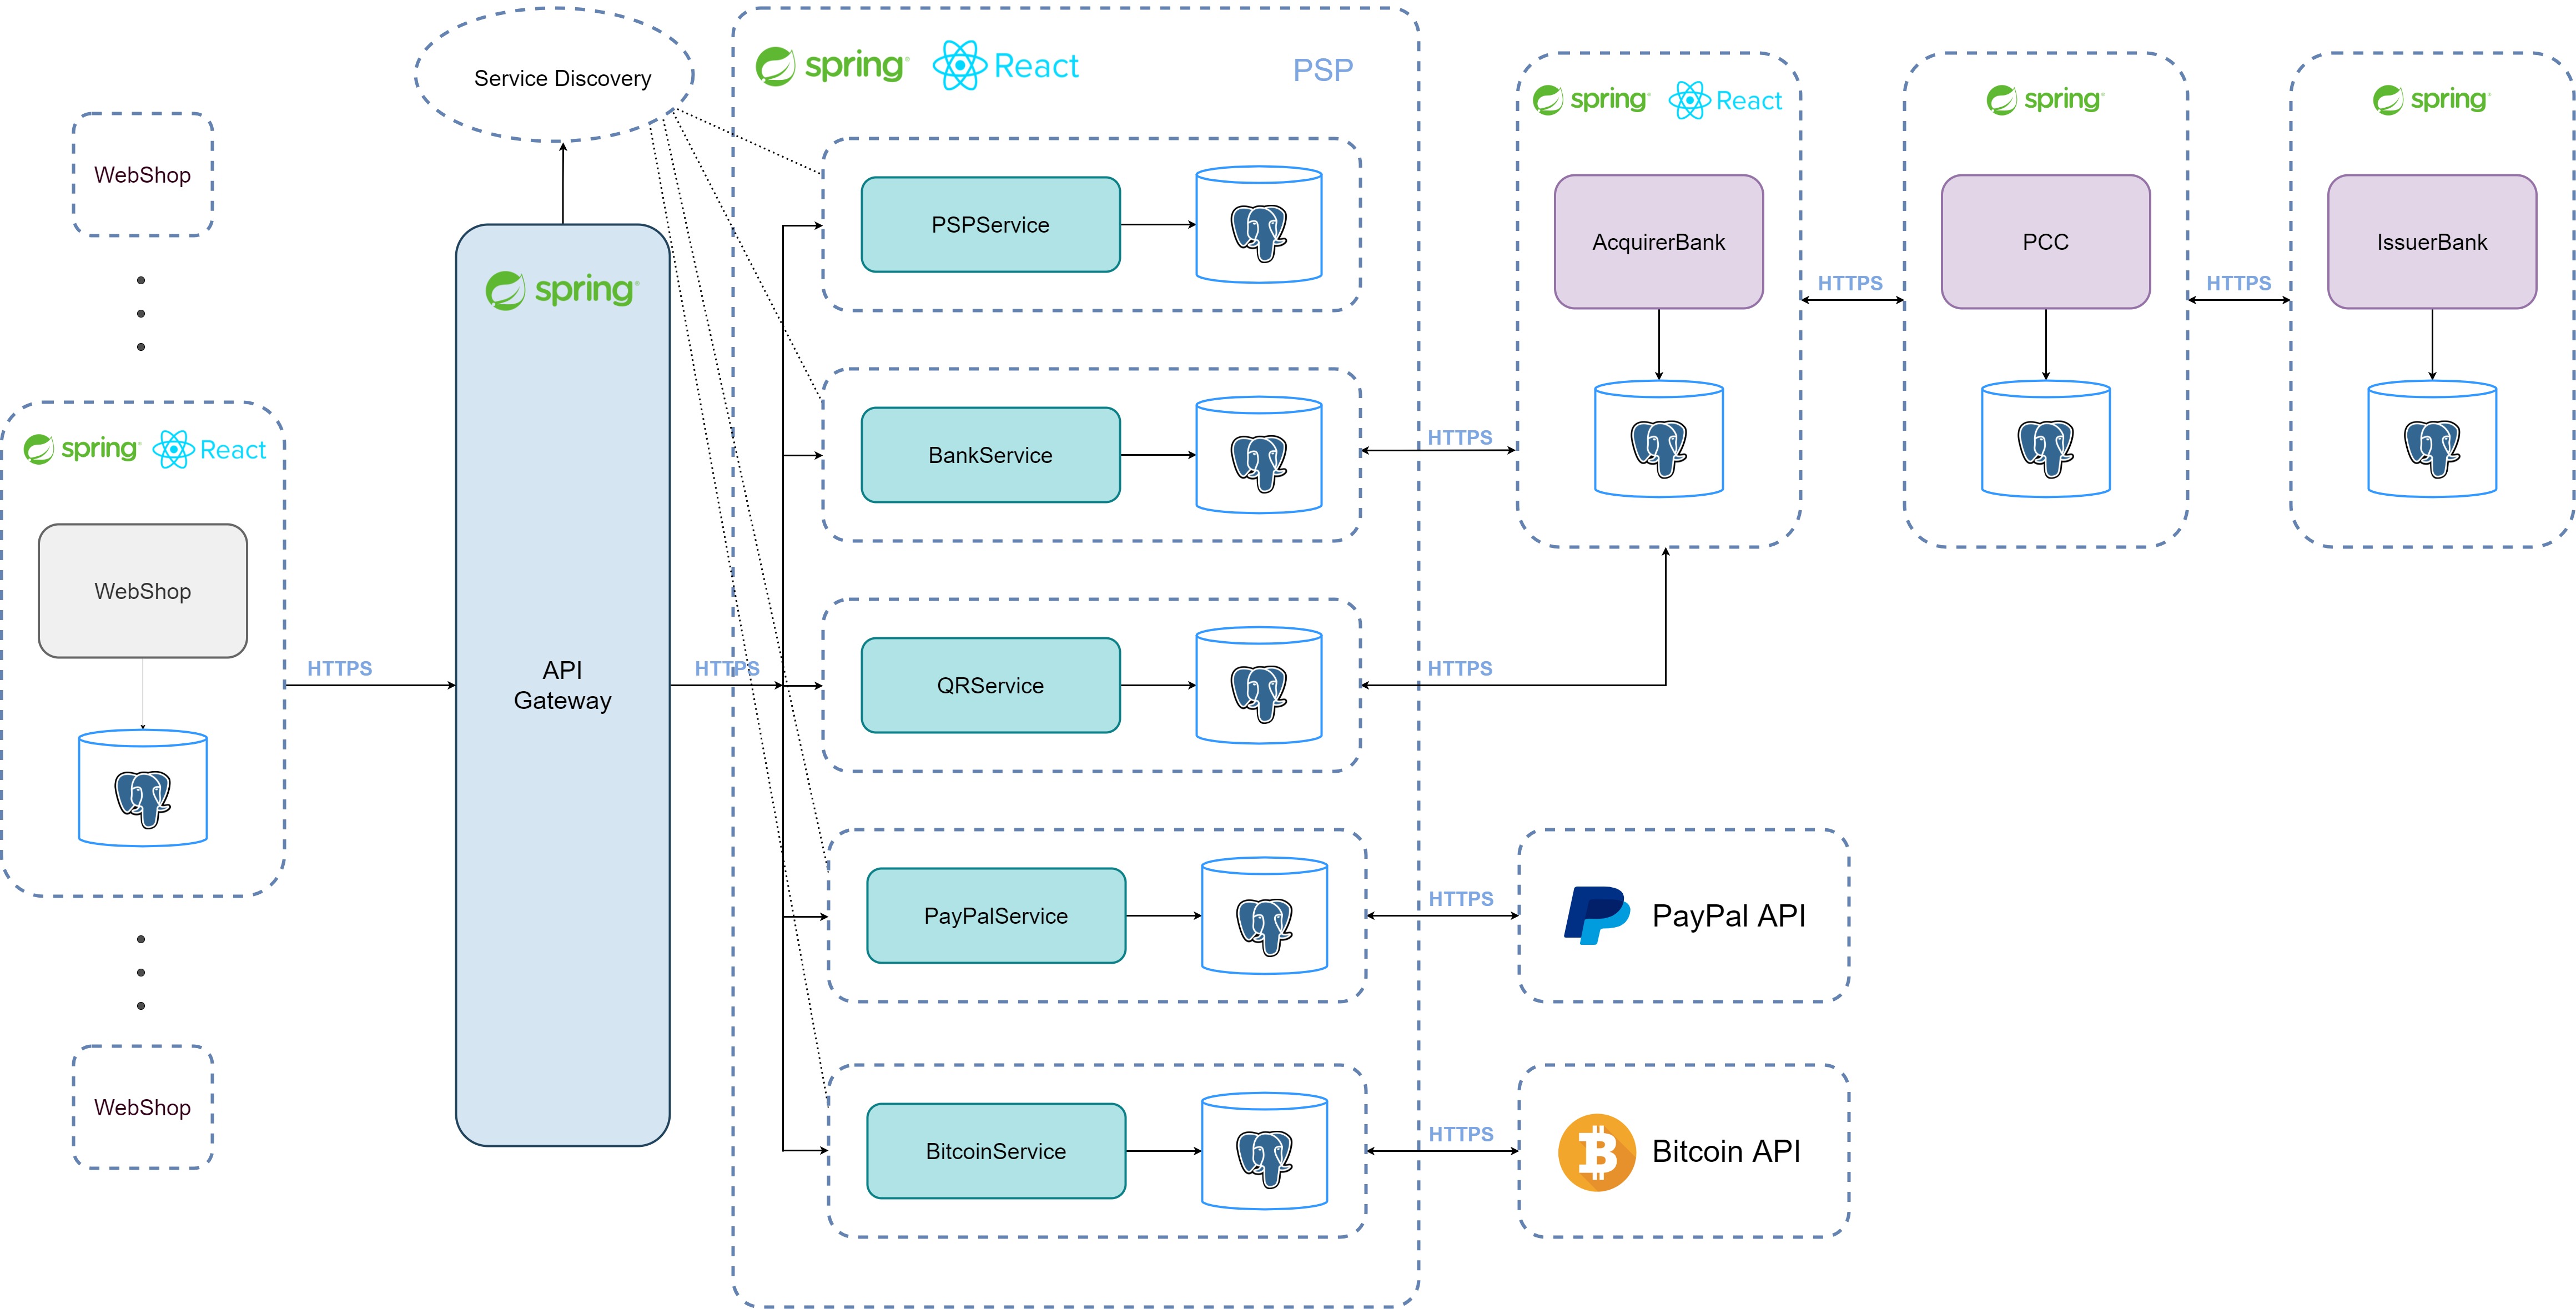 Service Discovery
spring
React
PSP
spring
React
spring
spring
WebShop
PSPService
AcquirerBank
PCC
IssuerBank
spring
HTTPS
HTTPS
spring
React
BankService
HTTPS
WebShop
API
Gateway
HTTPS
HTTPS
QRService
HTTPS
PayPalService
HTTPS
PayPal API
WebShop
BitcoinService
HTTPS
Bitcoin API